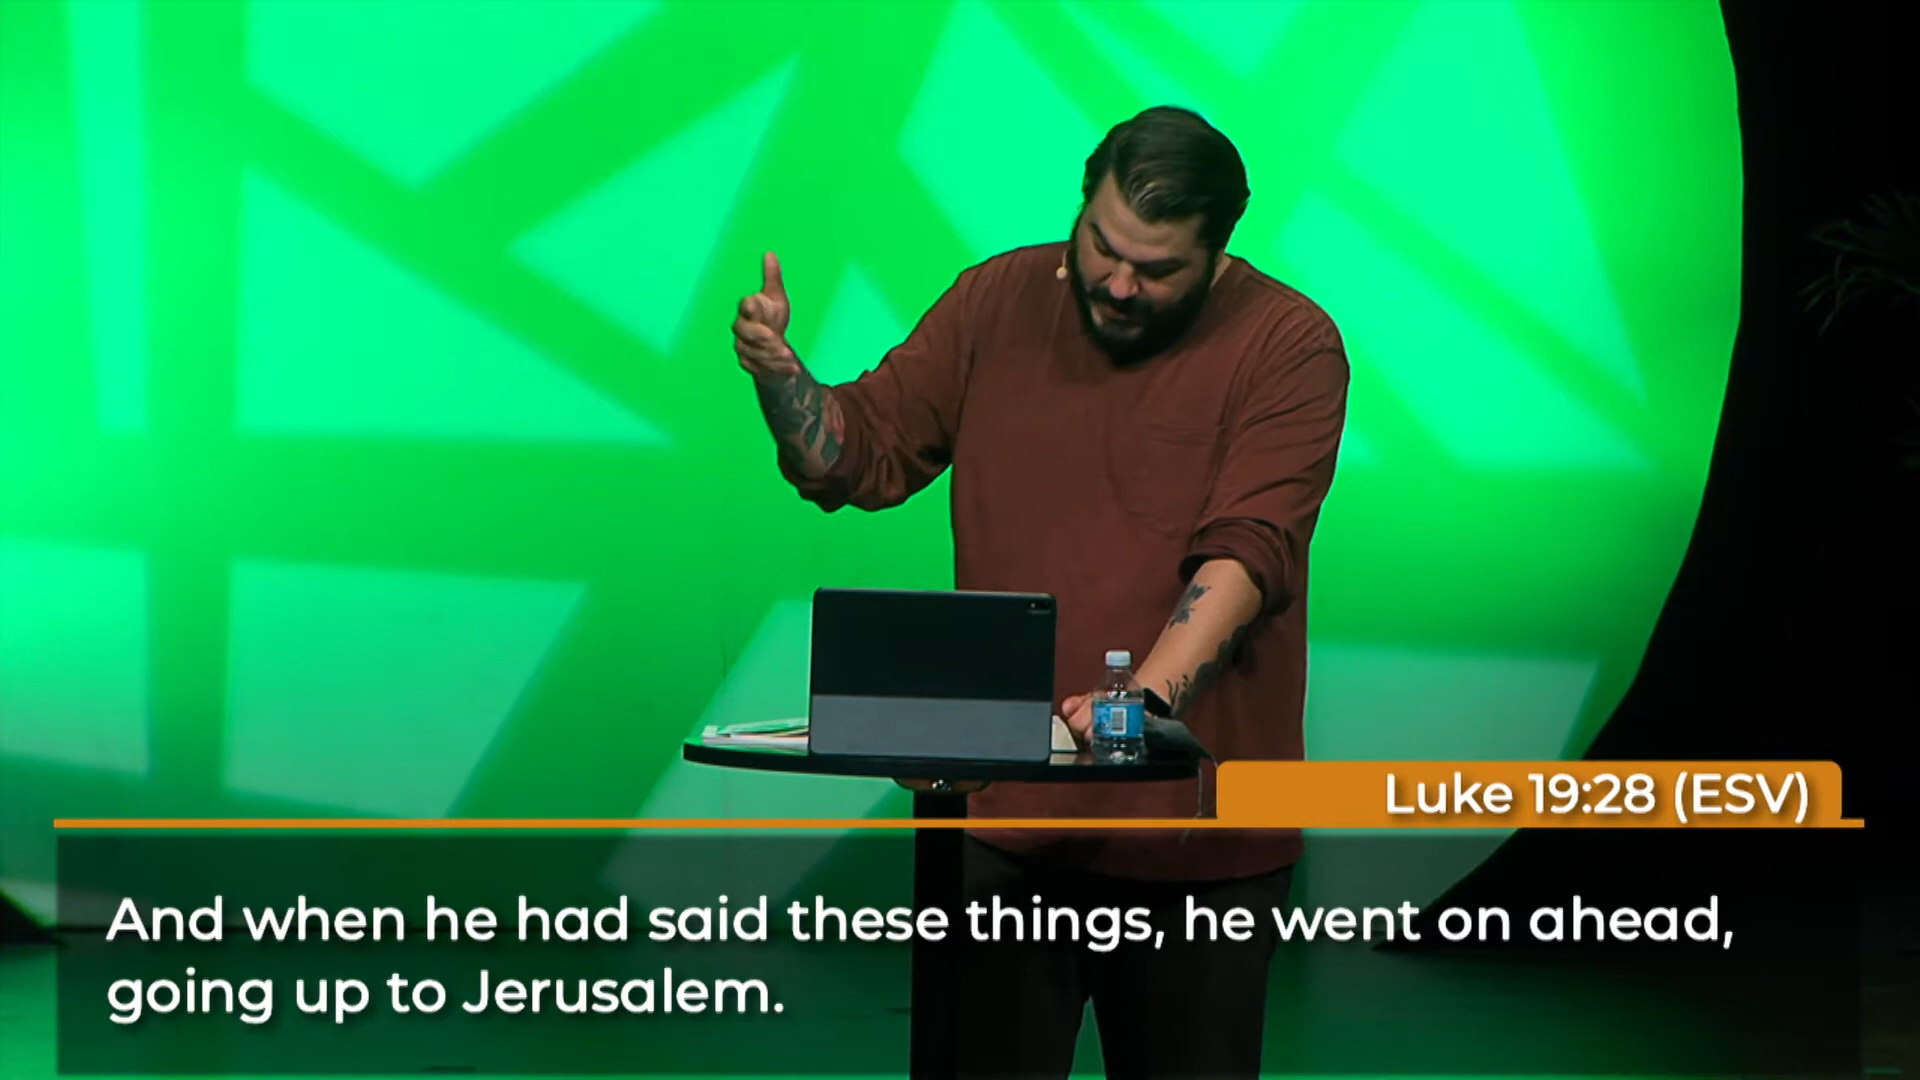 Luke 19:28 (ESV)
And when he had said these things, he went on ahead,
going up to Jerusalem.